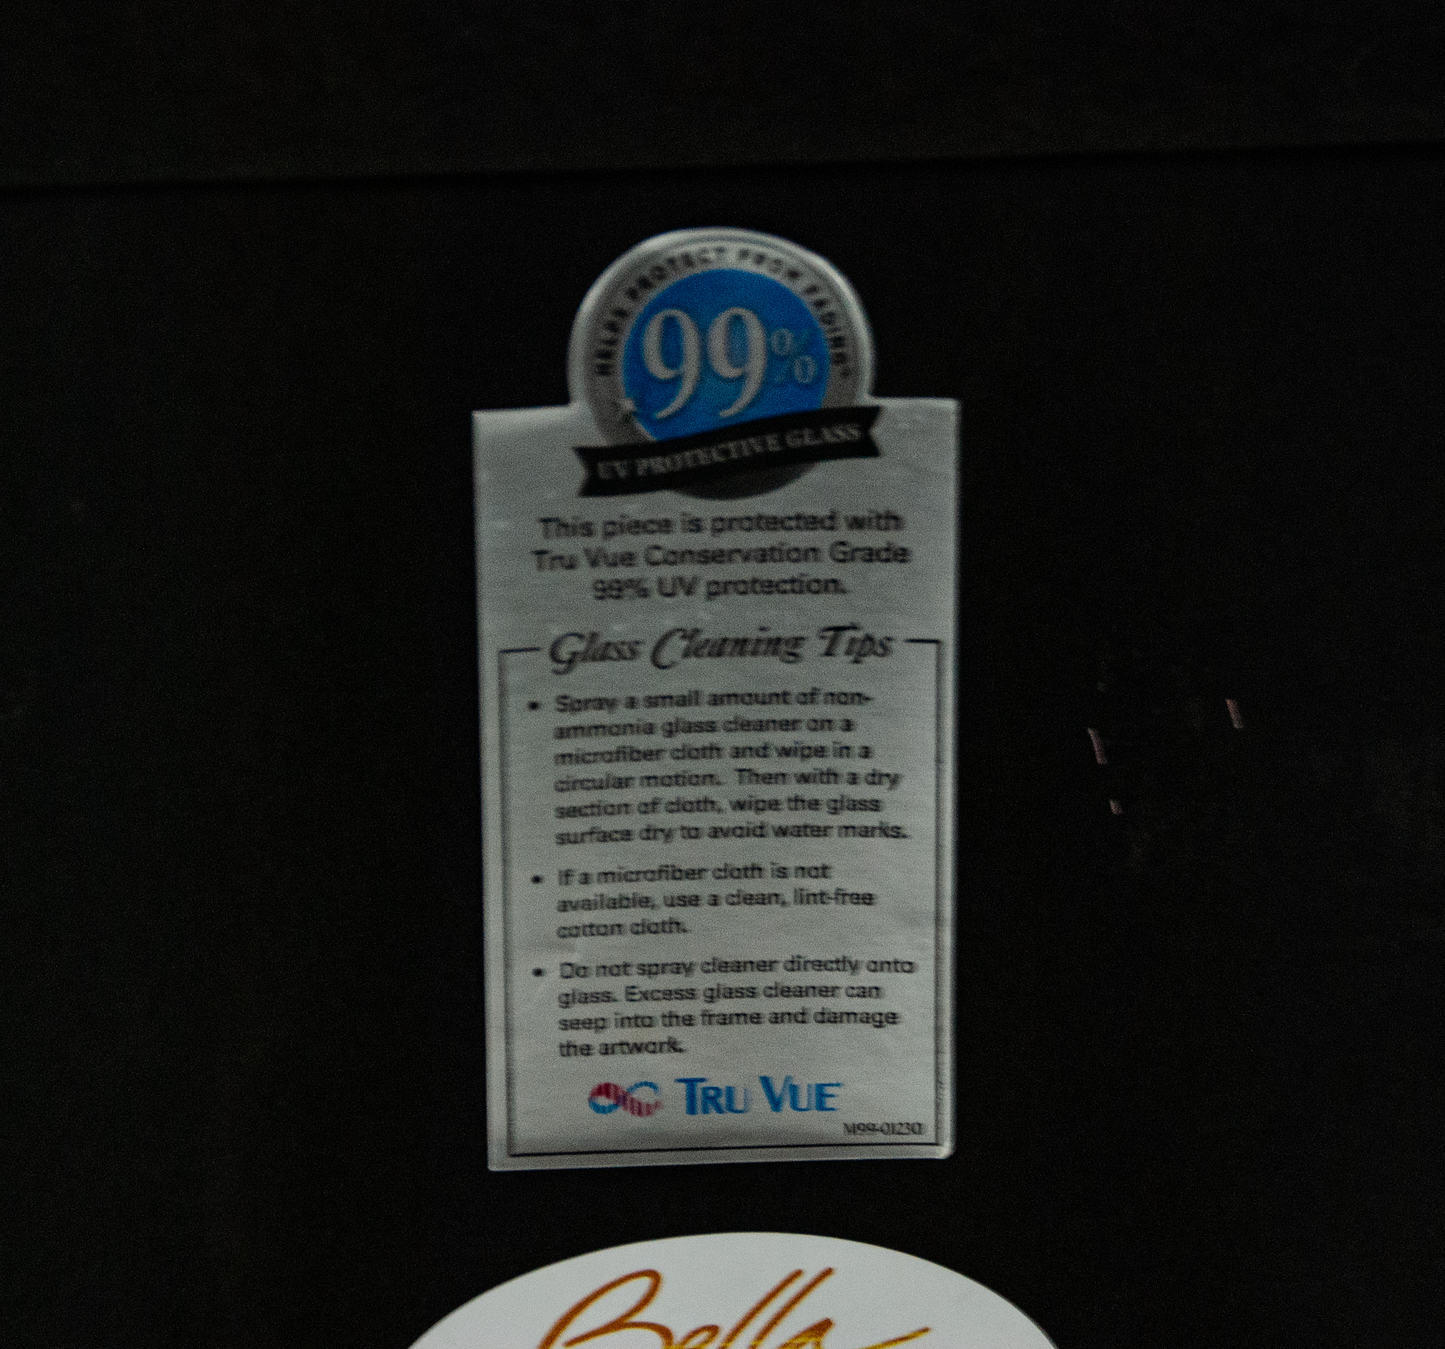 HELPS PROTECT FROM FADING*
99%
UV PROTECTIVE GLASS
This piece is protected with
Tru Vue Conservation Grade
99% UV protection.
Glass Cleaning Tips
• Spray a small amount of non-
ammonia glass cleaner on a
microfiber cloth and wipe in a
circular motion. Then with a dry
section of cloth, wipe the glass
surface dry to avoid water marks.
• If a microfiber cloth is not
available, use a clean, lint-free
cotton cloth.
• Do not spray cleaner directly onto
glass. Excess glass cleaner can
seep into the frame and damage
the artwork.
TRU VUE
M99-01230
Bella